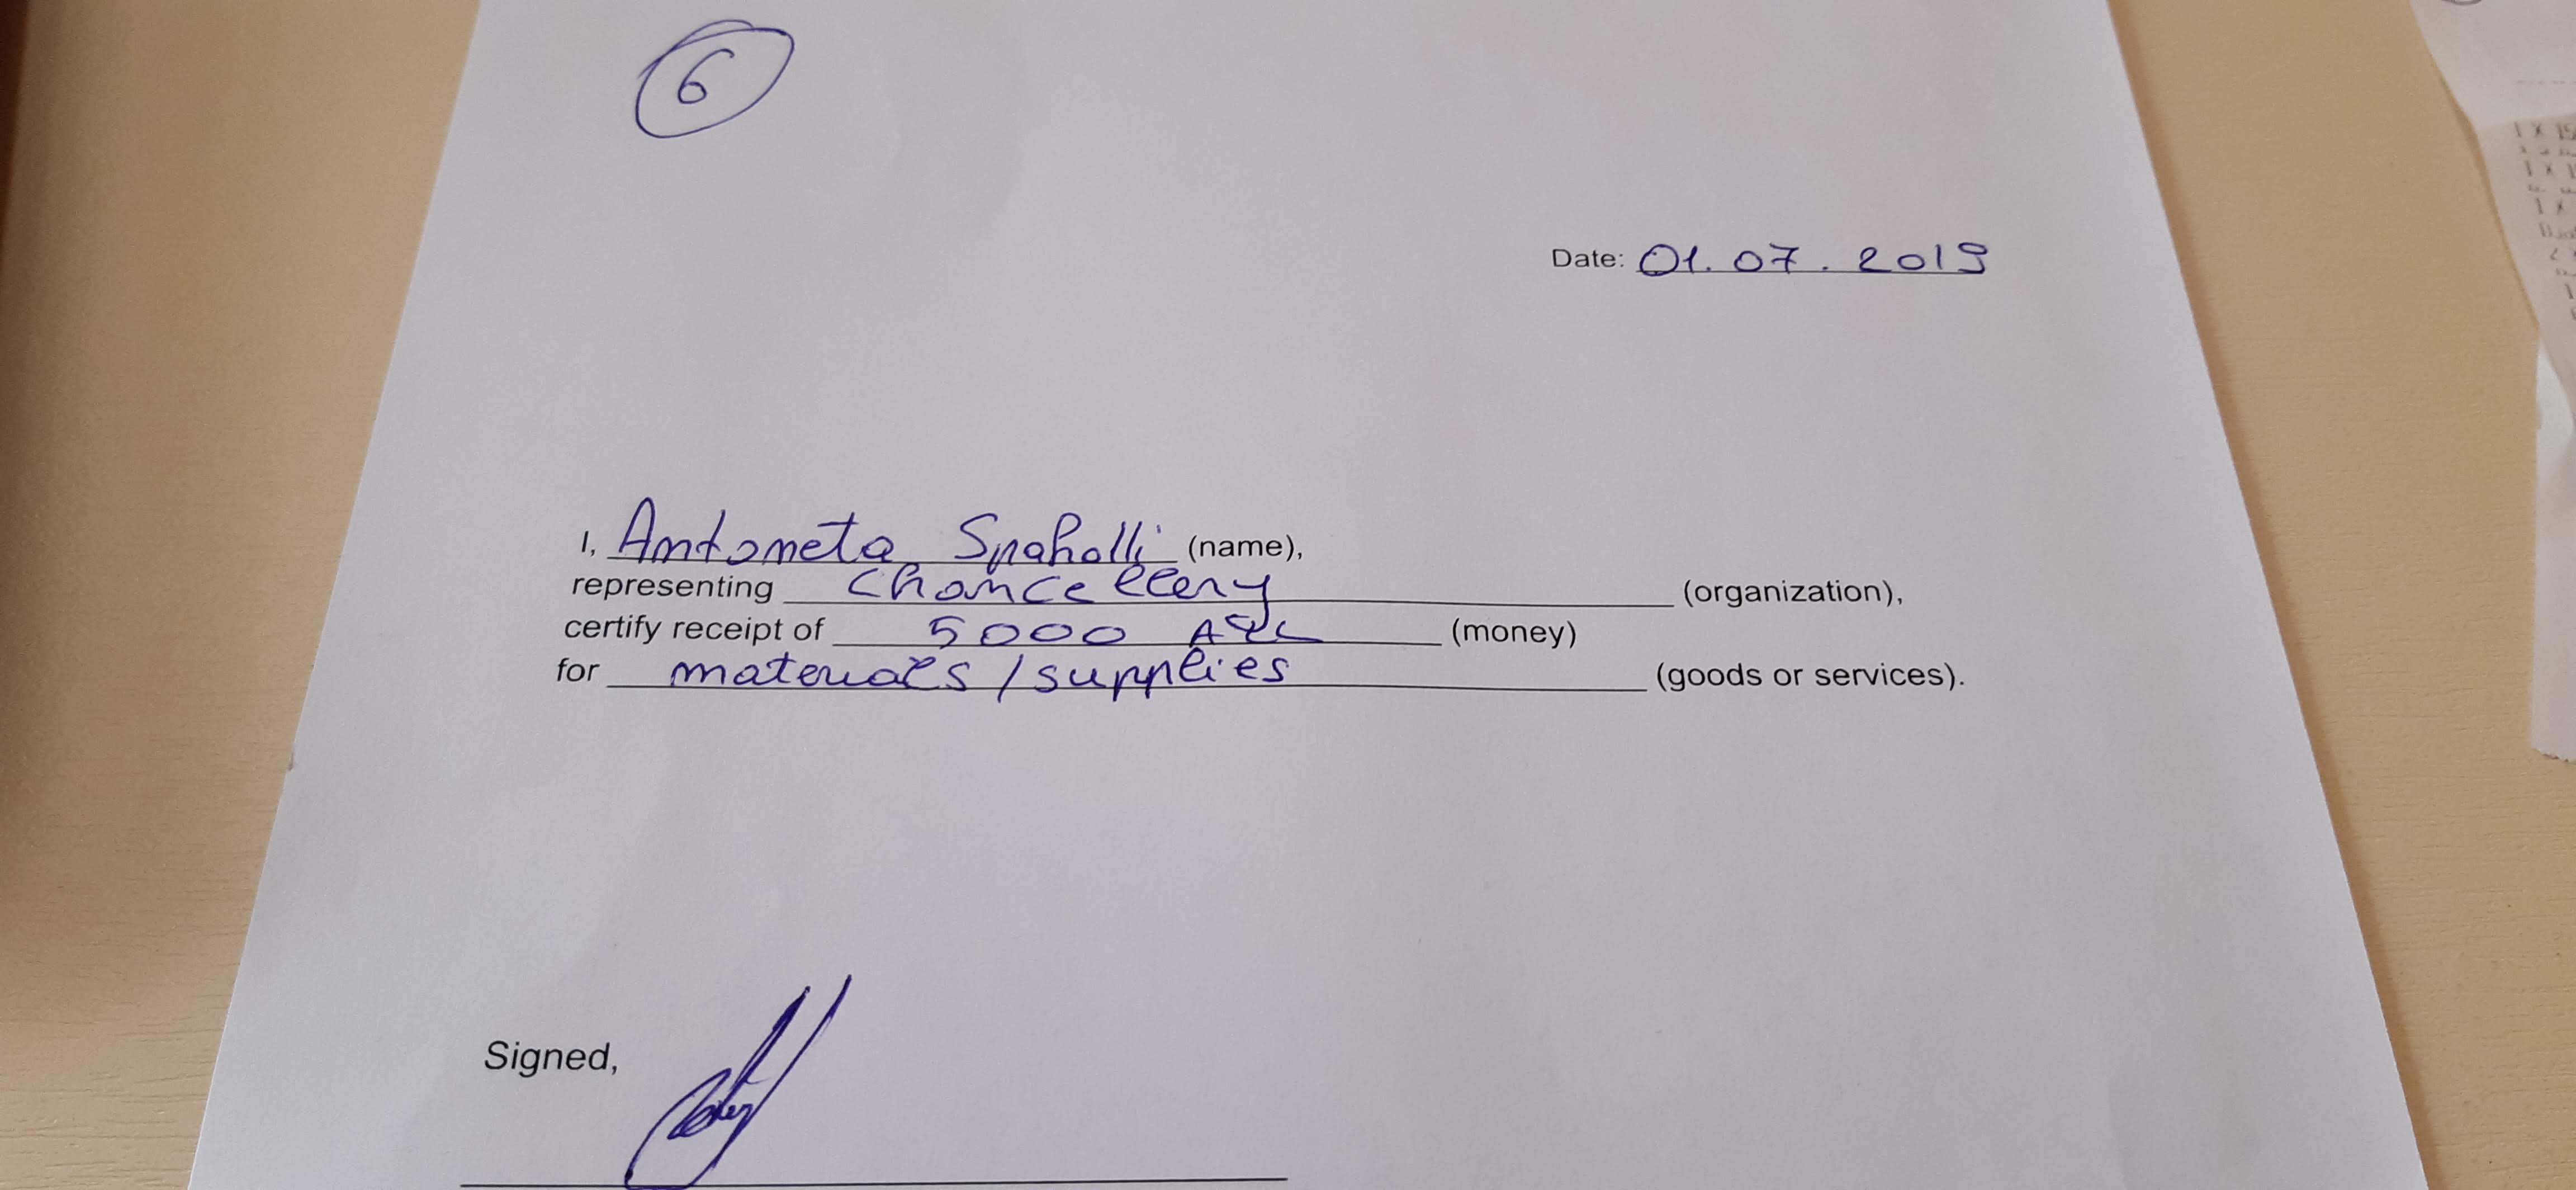 6
Date: 01.07.2019
I, Antoneta Spaholli (name),
representing chancellery (organization),
certify receipt of 5000 ALL (money)
for materials/supplies (goods or services).
Signed,